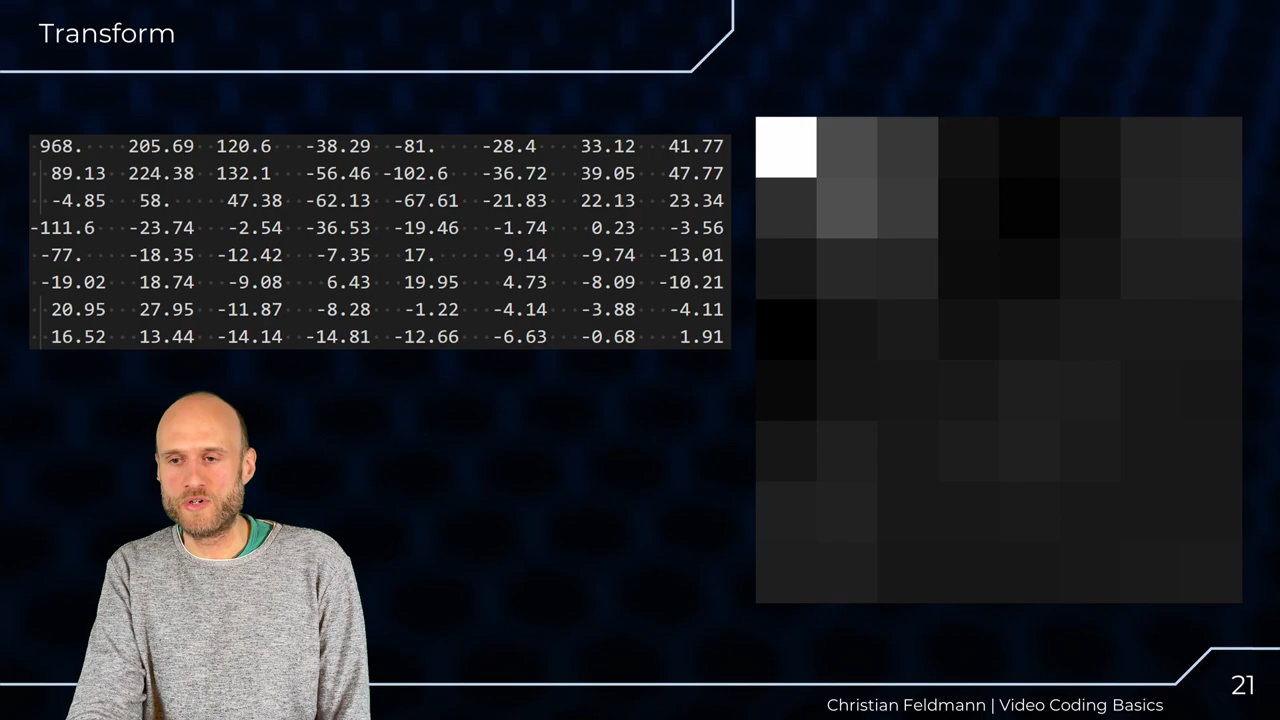 Transform
968. 205.69 120.6 -38.29 -81. -28.4 33.12 41.77
89.13 224.38 132.1 -56.46 -102.6 -36.72 39.05 47.77
-4.85 58. 47.38 -62.13 -67.61 -21.83 22.13 23.34
-111.6 -23.74 -2.54 -36.53 -19.46 -1.74 0.23 -3.56
-77. -18.35 -12.42 -7.35 17. 9.14 -9.74 -13.01
-19.02 18.74 -9.08 6.43 19.95 4.73 -8.09 -10.21
20.95 27.95 -11.87 -8.28 -1.22 -4.14 -3.88 -4.11
16.52 13.44 -14.14 -14.81 -12.66 -6.63 -0.68 1.91
21
Christian Feldmann | Video Coding Basics